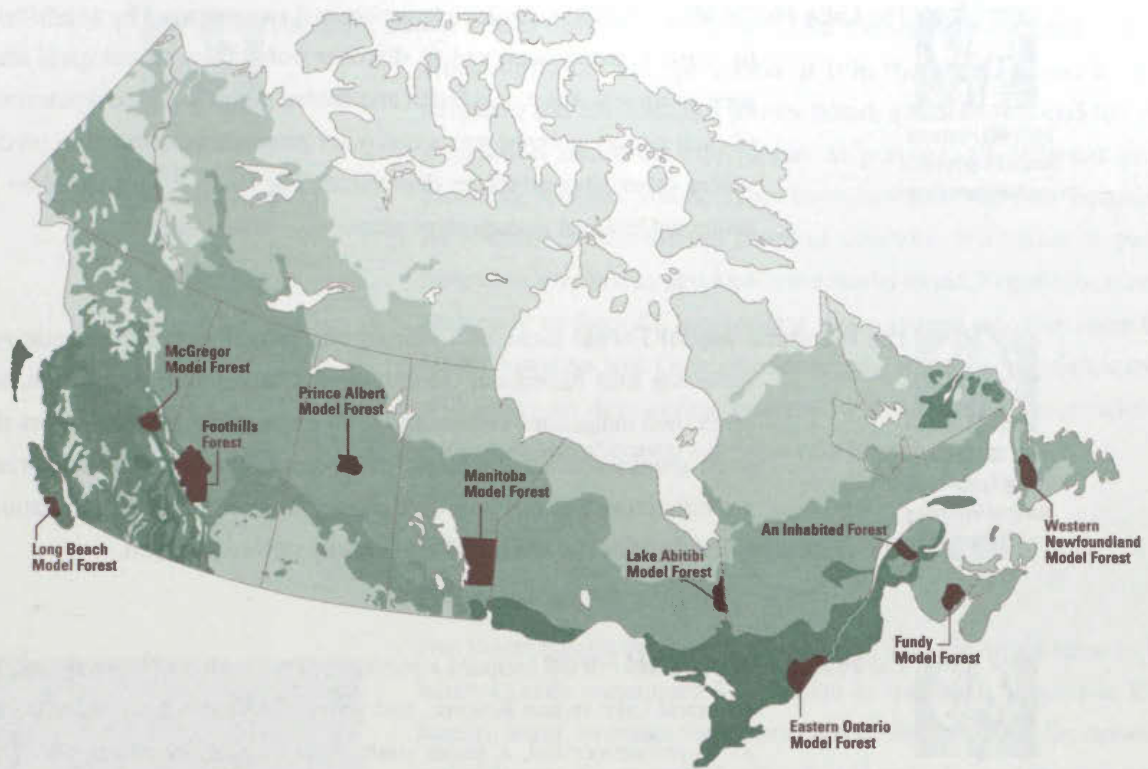 McGregor
Model Forest
Prince Albert
Model Forest
Foothills
Forest
Manitoba
Model Forest
Long Beach
Model Forest
Lake Abitibi
Model Forest
An Inhabited Forest
Western
Newfoundland
Model Forest
Fundy
Model Forest
Eastern Ontario
Model Forest